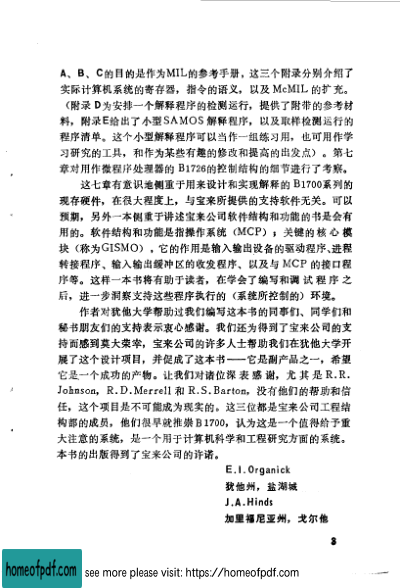 A、B、C的目的是作为MIL的参考手册。这三个附录分别介绍了
实际计算机系统的寄存器，指令的语义，以及McMIL的扩充。
（附录D为安排一个解释程序的检测运行，提供了附带的参考材
料，附录E给出了小型SAMOS解释程序，以及取样检测运行的
程序清单。这个小型解释程序可以当作一组练习用，也可用作学
习研究的工具，和作为某些有趣的修改和提高的出发点）。第七
章对用作微程序处理器的B1726的控制结构的细节进行了考察。
这七章有意识地侧重于用来设计和实现解释的B1700系列的
现存硬件，在很大程度上，与宝来所提供的支持软件无关。可以
预期，另外一本侧重于讲述宝来公司软件结构和功能的书是会有
用的。软件结构和功能是指操作系统（MCP）；关键的核心模
块（称为GISMO），它的作用是输入输出设备的驱动程序、进程
转接程序、输入输出缓冲区的收发程序、以及与MCP的接口程
序等。这样一本书将有助于读者，在学会了编写和调试程序之
后，进一步洞察支持这些程序执行的（系统所控制的）环境。
作者对犹他大学帮助过我们编写这本书的同事们、同学们和
秘书朋友们的支持表示衷心感谢。我们还为得到了宝来公司的支
持而感到莫大荣幸，宝来公司的许多人士帮助我们在犹他大学开
展了这个设计项目，并促成了这本书——它是副产品之一，希望
它是一个成功的产物。让我们对诸位深表感谢，尤其是R.R.
Johnson，R.D.Merrell和R.S.Barton，没有他们的帮助和信
任，这个项目是不可能成为现实的。这三位都是宝来公司工程结
构部的成员，他们很早就推崇B1700，认为这是一个值得给予重
大注意的系统，是一个用于计算机科学和工程研究方面的系统。
本书的出版得到了宝来公司的许诺。
E.I.Organick
犹他州，盐湖城
J.A.Hinds
加里福尼亚州，戈尔他
3
homeofpdf.com
see more please visit: https://homeofpdf.com